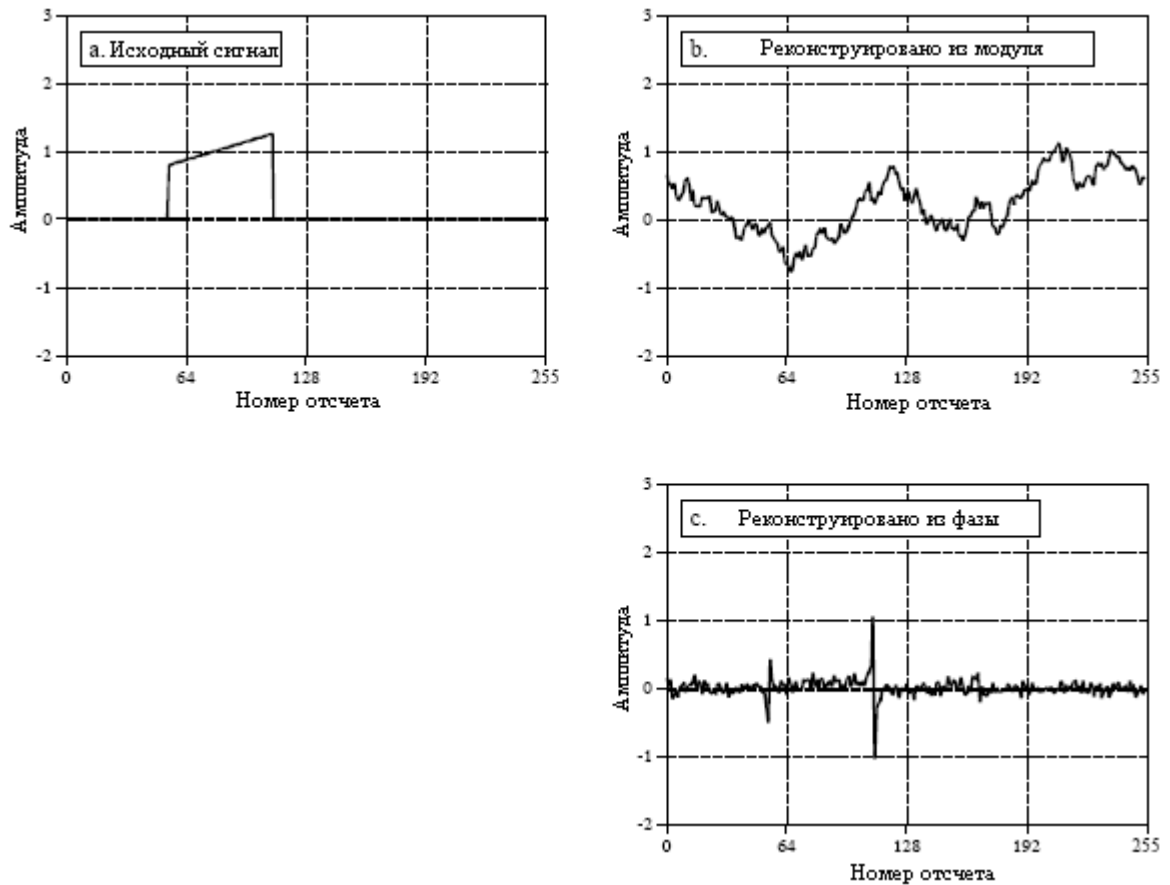 a. Исходный сигнал
3
2
1
0
-1
-2
0 64 128 192 255
Амплитуда
Номер отсчета
b. Реконструировано из модуля
3
2
1
0
-1
-2
0 64 128 192 255
Амплитуда
Номер отсчета
c. Реконструировано из фазы
3
2
1
0
-1
-2
0 64 128 192 255
Амплитуда
Номер отсчета